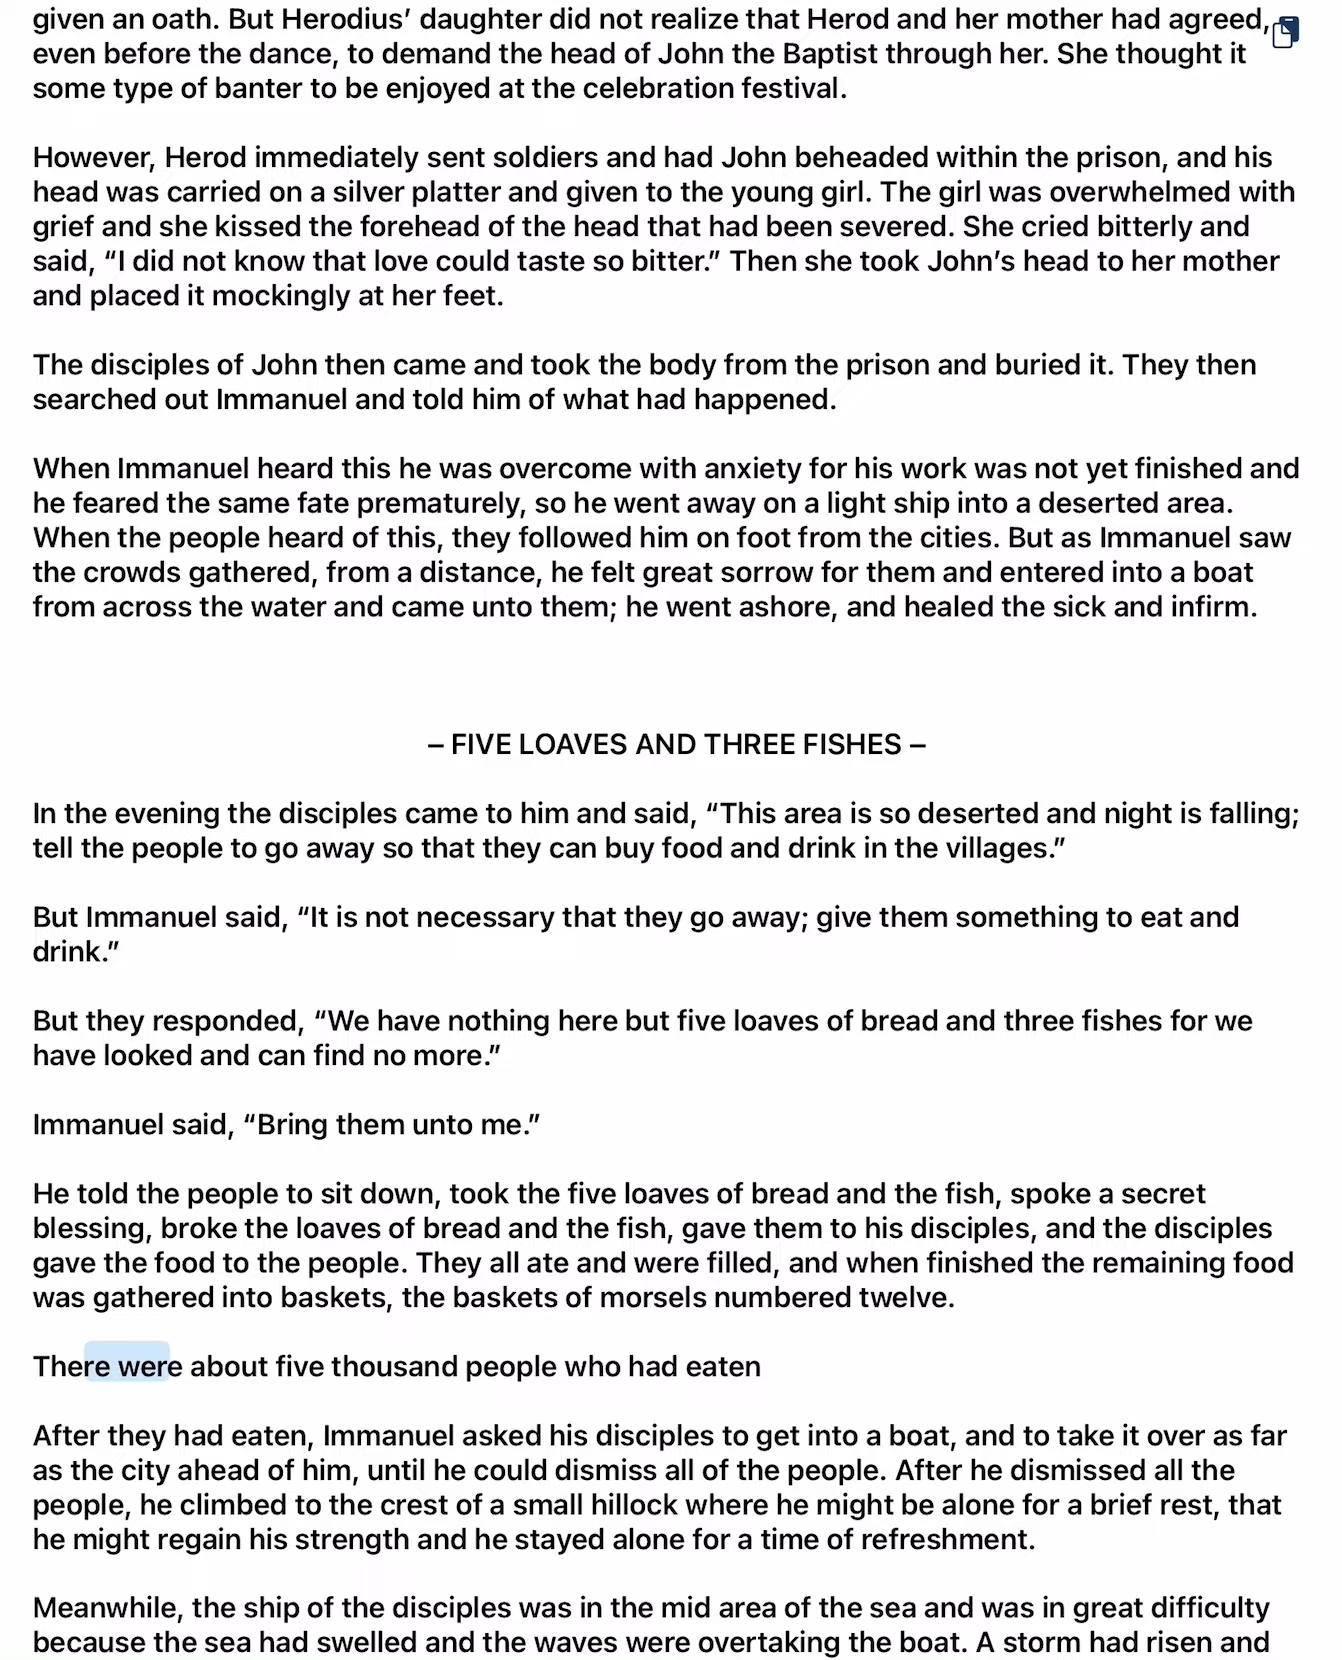 given an oath. But Herodius’ daughter did not realize that Herod and her mother had agreed,
even before the dance, to demand the head of John the Baptist through her. She thought it
some type of banter to be enjoyed at the celebration festival.
However, Herod immediately sent soldiers and had John beheaded within the prison, and his
head was carried on a silver platter and given to the young girl. The girl was overwhelmed with
grief and she kissed the forehead of the head that had been severed. She cried bitterly and
said, “I did not know that love could taste so bitter.” Then she took John’s head to her mother
and placed it mockingly at her feet.
The disciples of John then came and took the body from the prison and buried it. They then
searched out Immanuel and told him of what had happened.
When Immanuel heard this he was overcome with anxiety for his work was not yet finished and
he feared the same fate prematurely, so he went away on a light ship into a deserted area.
When the people heard of this, they followed him on foot from the cities. But as Immanuel saw
the crowds gathered, from a distance, he felt great sorrow for them and entered into a boat
from across the water and came unto them; he went ashore, and healed the sick and infirm.
– FIVE LOAVES AND THREE FISHES –
In the evening the disciples came to him and said, “This area is so deserted and night is falling;
tell the people to go away so that they can buy food and drink in the villages.”
But Immanuel said, “It is not necessary that they go away; give them something to eat and
drink.”
But they responded, “We have nothing here but five loaves of bread and three fishes for we
have looked and can find no more.”
Immanuel said, “Bring them unto me.”
He told the people to sit down, took the five loaves of bread and the fish, spoke a secret
blessing, broke the loaves of bread and the fish, gave them to his disciples, and the disciples
gave the food to the people. They all ate and were filled, and when finished the remaining food
was gathered into baskets, the baskets of morsels numbered twelve.
There were about five thousand people who had eaten
After they had eaten, Immanuel asked his disciples to get into a boat, and to take it over as far
as the city ahead of him, until he could dismiss all of the people. After he dismissed all the
people, he climbed to the crest of a small hillock where he might be alone for a brief rest, that
he might regain his strength and he stayed alone for a time of refreshment.
Meanwhile, the ship of the disciples was in the mid area of the sea and was in great difficulty
because the sea had swelled and the waves were overtaking the boat. A storm had risen and